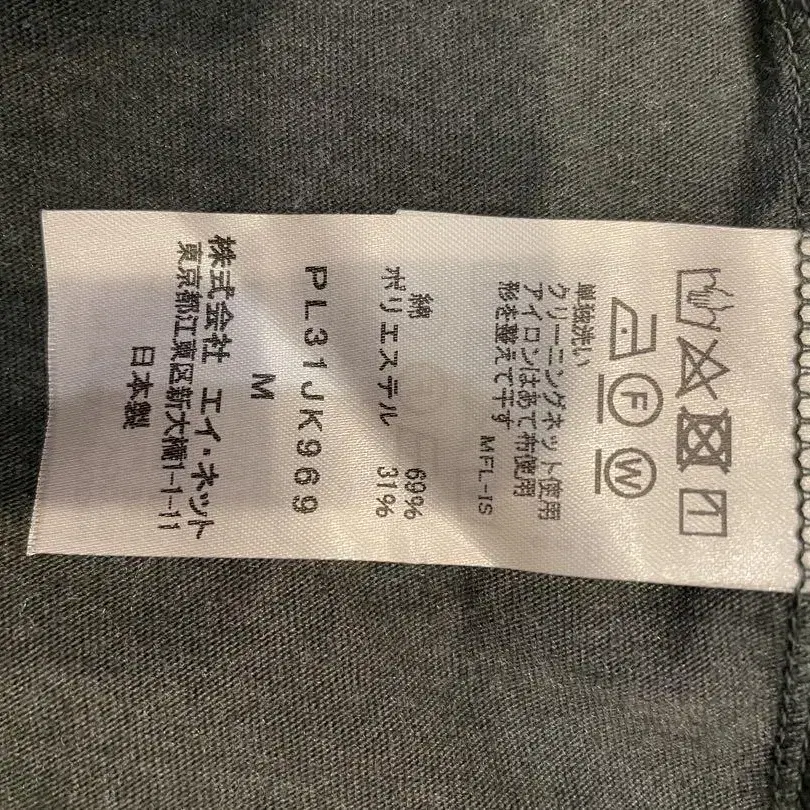 F W
単独洗い
クリーニングネット使用
アイロンはあて布使用
形を整えて干す MFL-IS
綿 69%
ポリエステル 31%
PL31JK969
M
株式会社 エイ・ネット
東京都江東区新大橋1-1-11
日本製